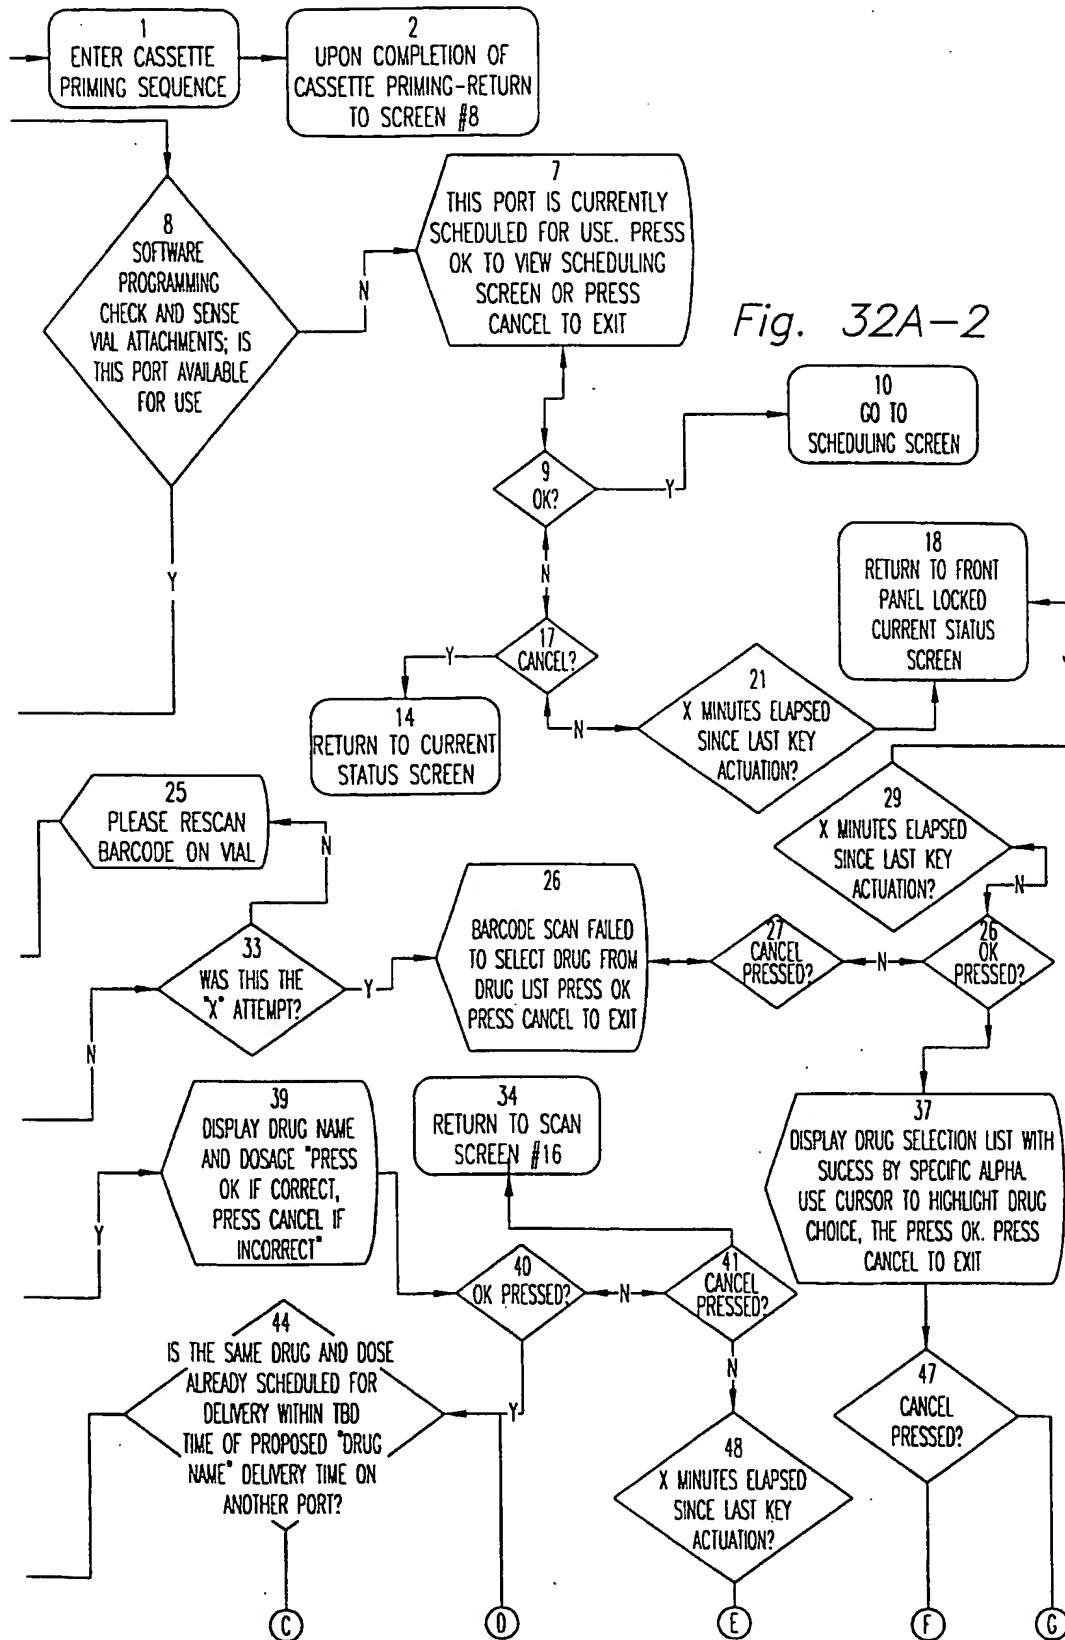 1
ENTER CASSETTE
PRIMING SEQUENCE
2
UPON COMPLETION OF
CASSETTE PRIMING-RETURN
TO SCREEN #8
8
SOFTWARE
PROGRAMMING
CHECK AND SENSE
VIAL ATTACHMENTS; IS
THIS PORT AVAILABLE
FOR USE
N
7
THIS PORT IS CURRENTLY
SCHEDULED FOR USE. PRESS
OK TO VIEW SCHEDULING
SCREEN OR PRESS
CANCEL TO EXIT
Fig. 32A-2
10
GO TO
SCHEDULING SCREEN
9
OK?
Y
Y
N
18
RETURN TO FRONT
PANEL LOCKED
CURRENT STATUS
SCREEN
17
CANCEL?
Y
14
RETURN TO CURRENT
STATUS SCREEN
N
21
X MINUTES ELAPSED
SINCE LAST KEY
ACTUATION?
25
PLEASE RESCAN
BARCODE ON VIAL
N
29
X MINUTES ELAPSED
SINCE LAST KEY
ACTUATION?
N
33
WAS THIS THE
"X" ATTEMPT?
Y
N
26
BARCODE SCAN FAILED
TO SELECT DRUG FROM
DRUG LIST PRESS OK
PRESS CANCEL TO EXIT
27
CANCEL
PRESSED?
N
26
OK
PRESSED?
39
DISPLAY DRUG NAME
AND DOSAGE "PRESS
OK IF CORRECT,
PRESS CANCEL IF
INCORRECT"
Y
34
RETURN TO SCAN
SCREEN #16
37
DISPLAY DRUG SELECTION LIST WITH
SUCESS BY SPECIFIC ALPHA.
USE CURSOR TO HIGHLIGHT DRUG
CHOICE, THE PRESS OK. PRESS
CANCEL TO EXIT
40
OK PRESSED?
N
41
CANCEL
PRESSED?
Y
N
44
IS THE SAME DRUG AND DOSE
ALREADY SCHEDULED FOR
DELIVERY WITHIN TBD
TIME OF PROPOSED "DRUG
NAME" DELIVERY TIME ON
ANOTHER PORT?
48
X MINUTES ELAPSED
SINCE LAST KEY
ACTUATION?
47
CANCEL
PRESSED?
C
D
E
F
G